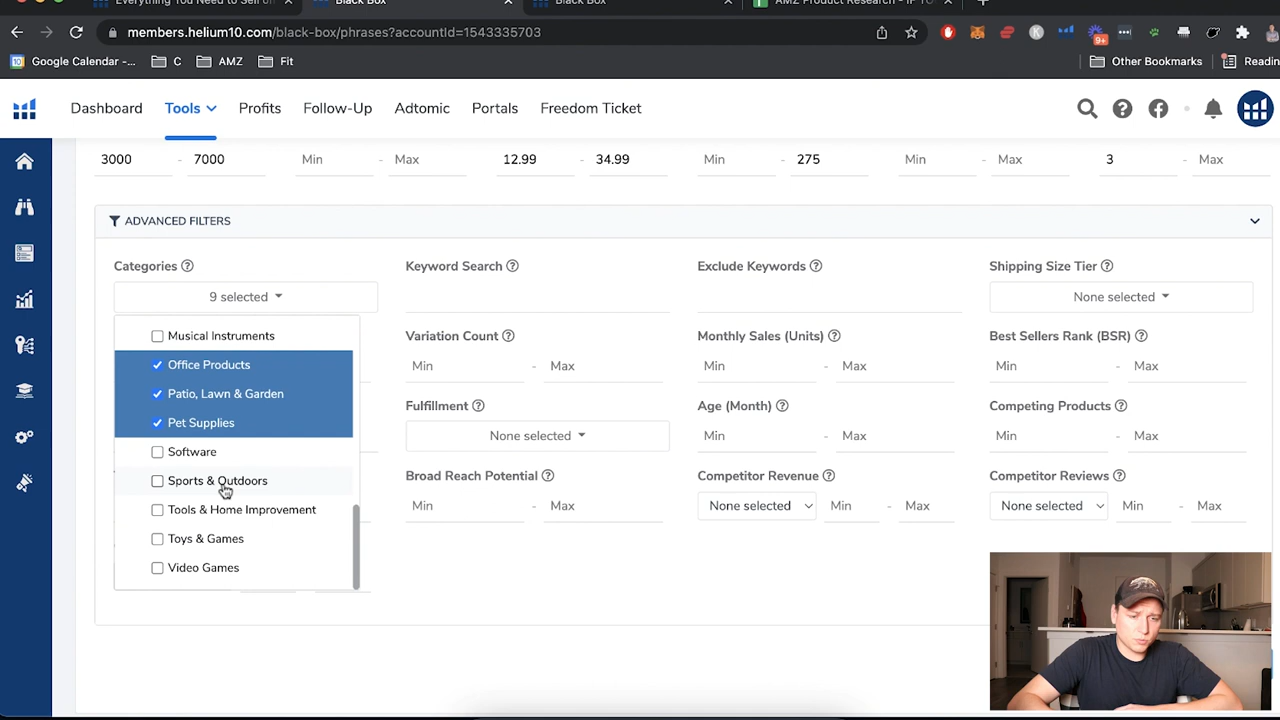 Everything You Need to Sell on
Black Box
Black Box
AMZ Product Research - IP TO
members.helium10.com/black-box/phrases?accountId=1543335703
9+
Google Calendar -...
C
AMZ
Fit
Other Bookmarks
Readin
Dashboard
Tools
Profits
Follow-Up
Adtomic
Portals
Freedom Ticket
3000 - 7000
Min - Max
12.99 - 34.99
Min - 275
Min - Max
3 - Max
ADVANCED FILTERS
Categories
Keyword Search
Exclude Keywords
Shipping Size Tier
9 selected
None selected
Musical Instruments
Office Products
Patio, Lawn & Garden
Pet Supplies
Software
Sports & Outdoors
Tools & Home Improvement
Toys & Games
Video Games
Variation Count
Monthly Sales (Units)
Best Sellers Rank (BSR)
Min - Max
Min - Max
Min - Max
Fulfillment
Age (Month)
Competing Products
None selected
Min - Max
Min - Max
Broad Reach Potential
Competitor Revenue
Competitor Reviews
Min - Max
None selected
Min - Max
None selected
Min - Max